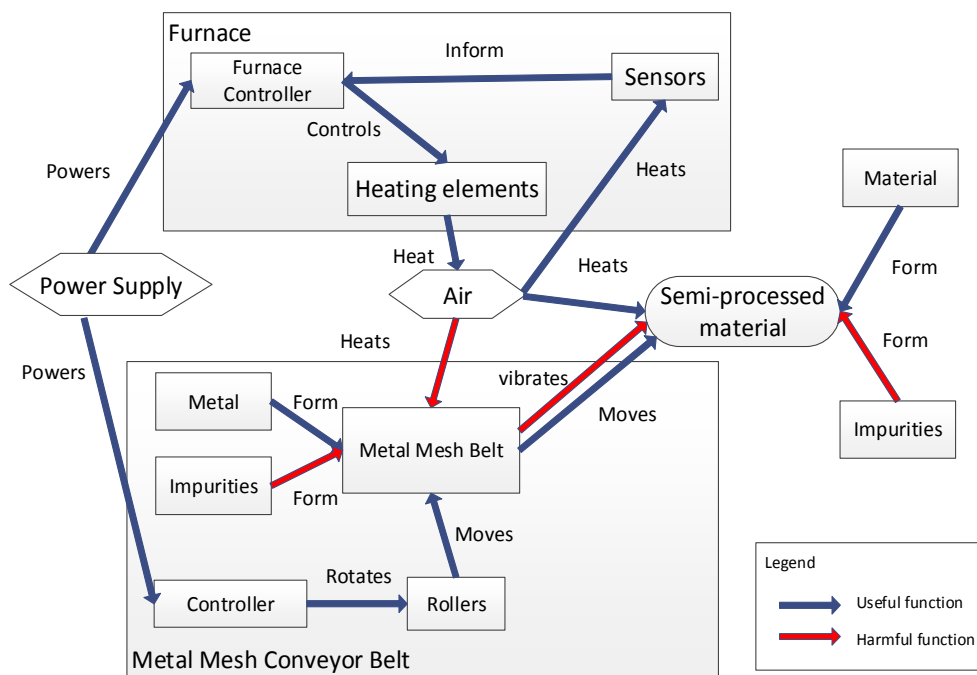 Furnace
Inform
Furnace
Controller
Sensors
Controls
Powers
Heats
Material
Heating elements
Heat
Heats
Form
Power Supply
Air
Semi-processed
material
Heats
Form
Powers
vibrates
Metal
Form
Moves
Metal Mesh Belt
Impurities
Impurities
Form
Moves
Legend
Rotates
Controller
Rollers
Useful function
Harmful function
Metal Mesh Conveyor Belt